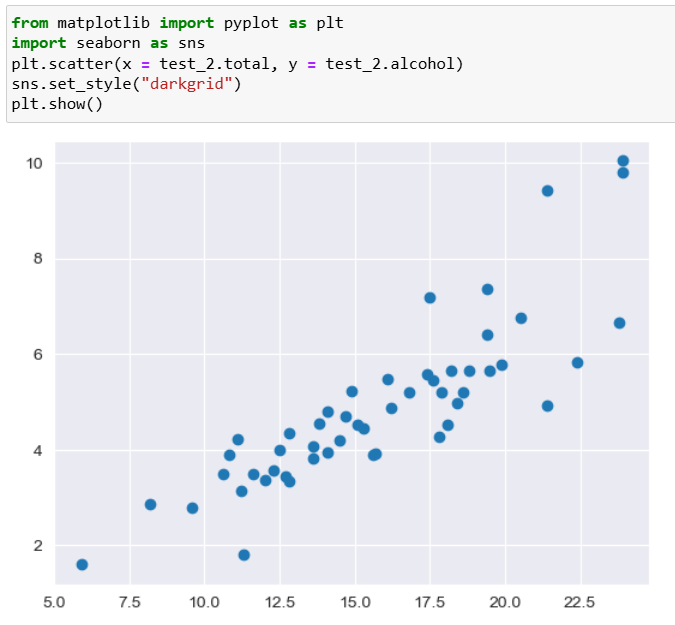 from matplotlib import pyplot as plt
import seaborn as sns
plt.scatter(x = test_2.total, y = test_2.alcohol)
sns.set_style("darkgrid")
plt.show()
10
8
6
4
2
5.0 7.5 10.0 12.5 15.0 17.5 20.0 22.5